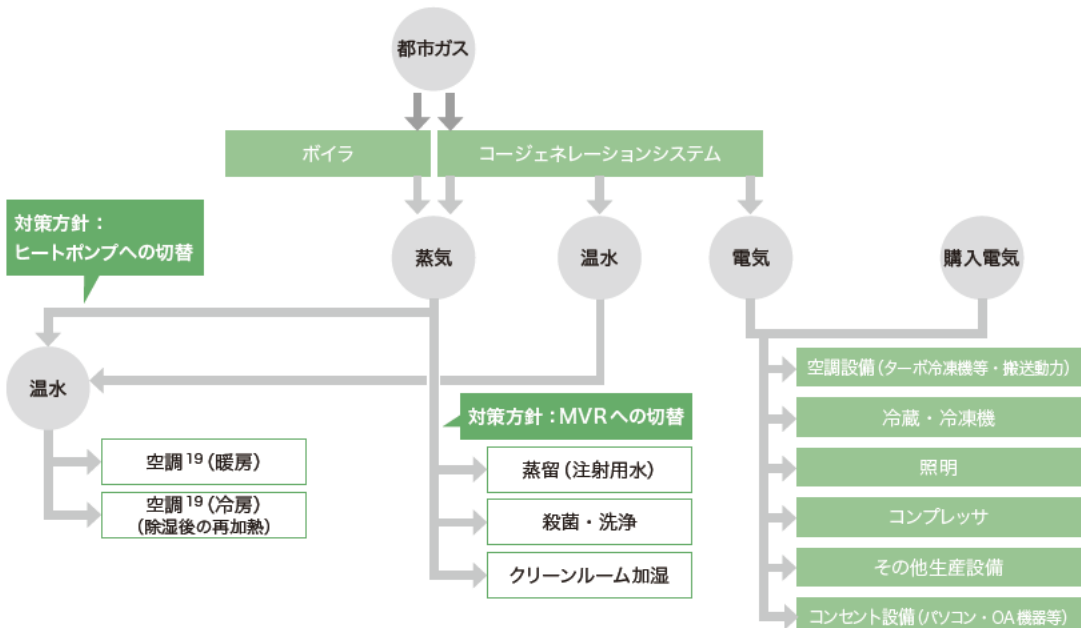 都市ガス
ボイラ
コージェネレーションシステム
対策方針：
ヒートポンプへの切替
蒸気
温水
電気
購入電気
温水
空調19(暖房)
空調19(冷房)
(除湿後の再加熱)
対策方針：MVRへの切替
蒸留(注射用水)
殺菌・洗浄
クリーンルーム加湿
空調設備(ターボ冷凍機等・搬送動力)
冷蔵・冷凍機
照明
コンプレッサ
その他生産設備
コンセント設備(パソコン・OA機器等)